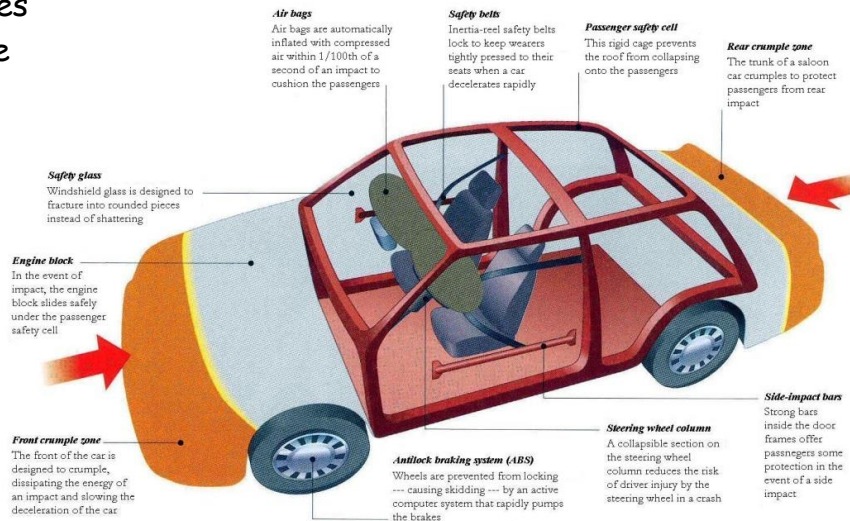 es
e
Air bags
Air bags are automatically
inflated with compressed
air within 1/100th of a
second of an impact to
cushion the passengers
Safety belts
Inertia-reel safety belts
lock to keep wearers
tightly pressed to their
seats when a car
decelerates rapidly
Passenger safety cell
This rigid cage prevents
the roof from collapsing
onto the passengers
Rear crumple zone
The trunk of a saloon
car crumples to protect
passengers from rear
impact
Safety glass
Windshield glass is designed to
fracture into rounded pieces
instead of shattering
Engine block
In the event of
impact, the engine
block slides safely
under the passenger
safety cell
Front crumple zone
The front of the car is
designed to crumple,
dissipating the energy of
an impact and slowing the
deceleration of the car
Antilock braking system (ABS)
Wheels are prevented from locking
--- causing skidding --- by an active
computer system that rapidly pumps
the brakes
Steering wheel column
A collapsible section on
the steering wheel
column reduces the risk
of driver injury by the
steering wheel in a crash
Side-impact bars
Strong bars
inside the door
frames offer
passnegers some
protection in the
event of a side
impact